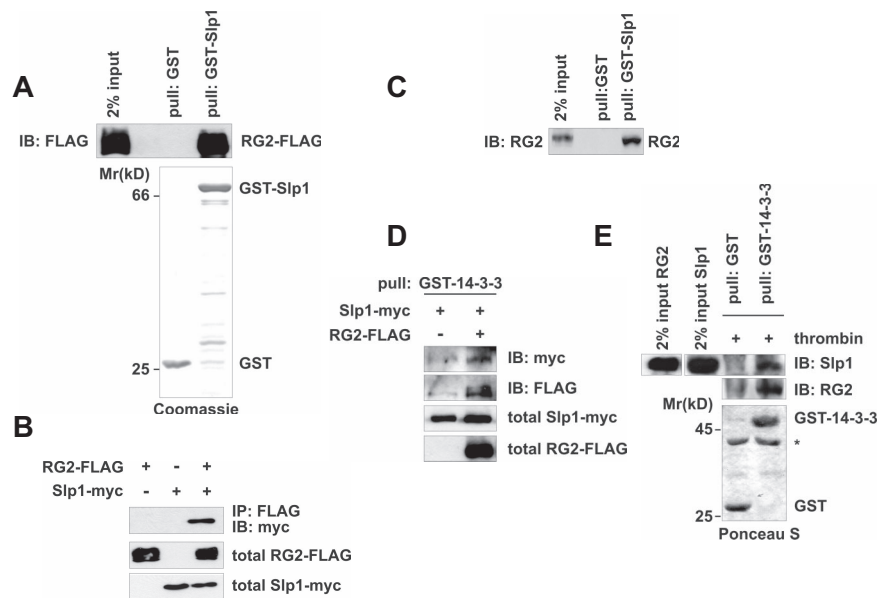 A
2% input
pull: GST
pull: GST-Slp1
IB: FLAG
RG2-FLAG
Mr(kD)
66
GST-Slp1
25
GST
Coomassie
B
RG2-FLAG + - +
Slp1-myc - + +
IP: FLAG
IB: myc
total RG2-FLAG
total Slp1-myc
C
2% input
pull:GST
pull: GST-Slp1
IB: RG2
RG2
D
pull: GST-14-3-3
Slp1-myc + +
RG2-FLAG - +
IB: myc
IB: FLAG
total Slp1-myc
total RG2-FLAG
E
2% input RG2
2% input Slp1
pull: GST
pull: GST-14-3-3
+ + thrombin
IB: Slp1
IB: RG2
Mr(kD)
45
GST-14-3-3
*
25
GST
Ponceau S